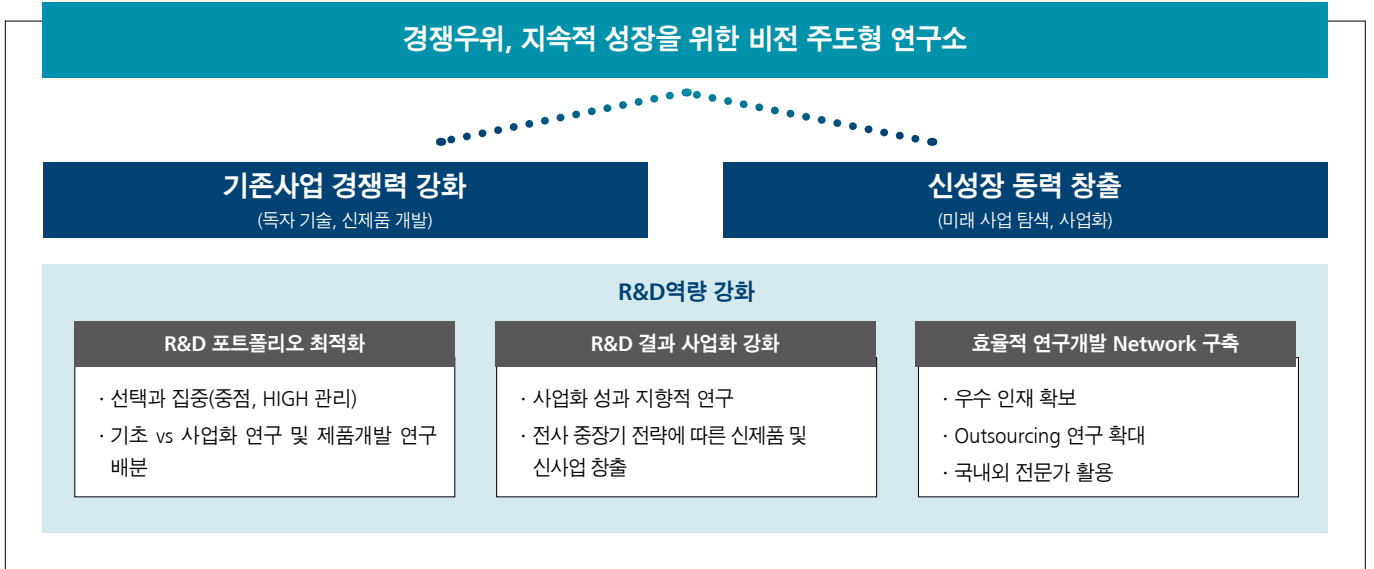 경쟁우위, 지속적 성장을 위한 비전 주도형 연구소
기존사업 경쟁력 강화
(독자 기술, 신제품 개발)
신성장 동력 창출
(미래 사업 탐색, 사업화)
R&D역량 강화
R&D 포트폴리오 최적화
· 선택과 집중(중점, HIGH 관리)
· 기초 vs 사업화 연구 및 제품개발 연구
배분
R&D 결과 사업화 강화
· 사업화 성과 지향적 연구
· 전사 중장기 전략에 따른 신제품 및
신사업 창출
효율적 연구개발 Network 구축
· 우수 인재 확보
· Outsourcing 연구 확대
· 국내외 전문가 활용